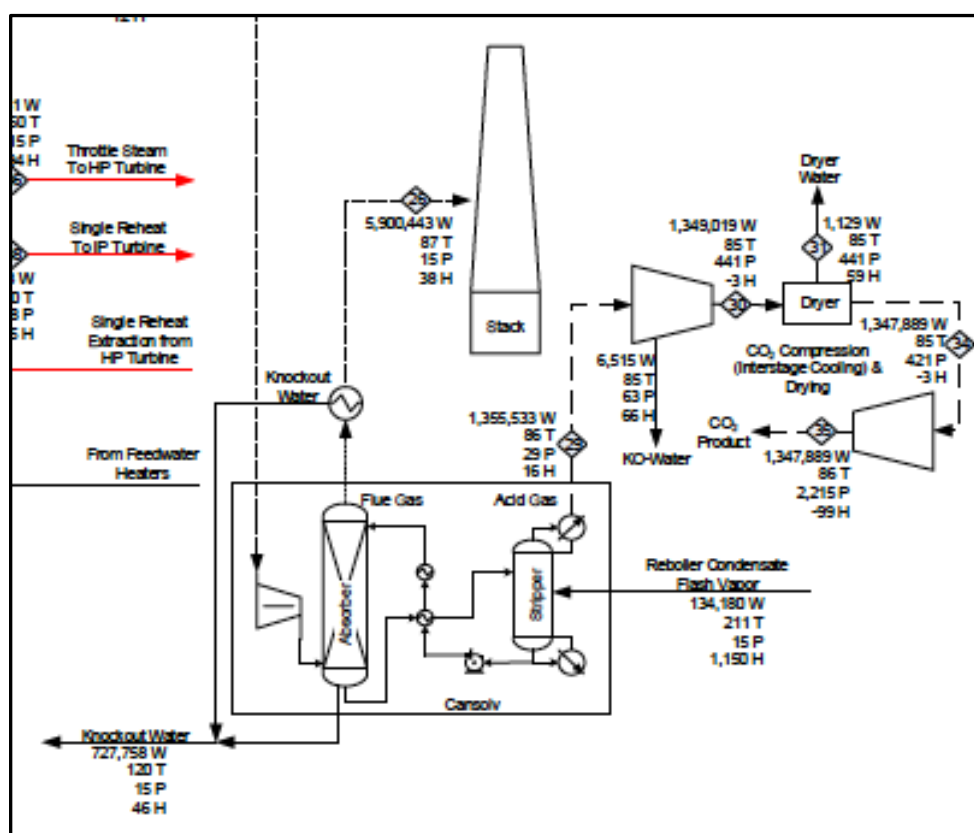 Throttle Steam
To HP Turbine
Single Reheat
To IP Turbine
Single Reheat
Extraction from
HP Turbine
From Feedwater
Heaters
Knockout
Water
5,900,443 W
87 T
15 P
38 H
Stack
1,349,019 W
85 T
441 P
-3 H
30
Dryer
Water
1,129 W
85 T
441 P
59 H
31
Dryer
1,347,889 W
85 T
421 P
-3 H
CO₂ Compression
(Interstage Cooling) &
Drying
6,515 W
85 T
63 P
66 H
KO-Water
CO₂
Product
35
1,347,889 W
86 T
2,215 P
-99 H
1,355,533 W
86 T
29 P
16 H
29
Flue Gas
Acid Gas
Absorber
Stripper
Cansolv
Reboiler Condensate
Flash Vapor
134,180 W
211 T
15 P
1,150 H
Knockout Water
727,758 W
120 T
15 P
46 H